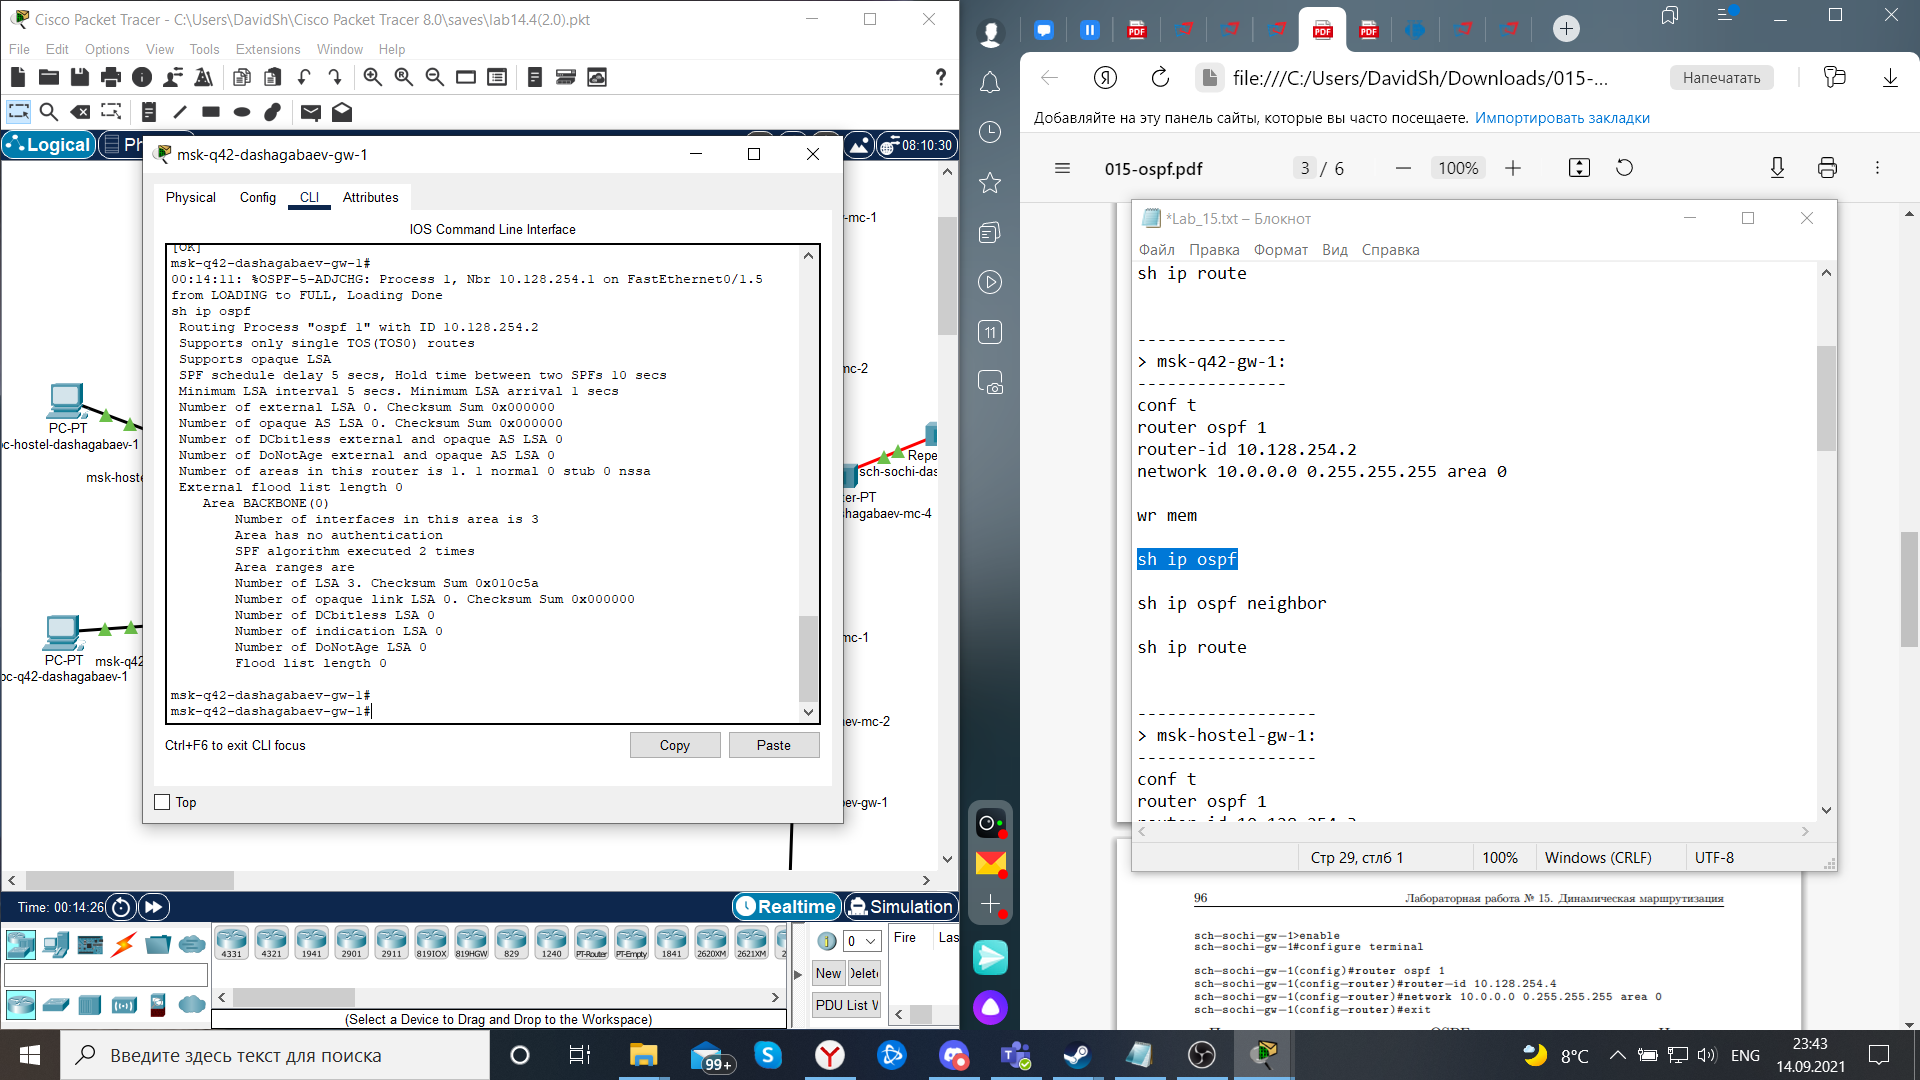 Cisco Packet Tracer - C:\Users\DavidSh\Cisco Packet Tracer 8.0\saves\lab14.4(2.0).pkt
File Edit Options View Tools Extensions Window Help
Logical
Ph
08:10:30
msk-q42-dashagabaev-gw-1
Physical Config CLI Attributes
IOS Command Line Interface
[OK]
msk-q42-dashagabaev-gw-1#
00:14:11: %OSPF-5-ADJCHG: Process 1, Nbr 10.128.254.1 on FastEthernet0/1.5
from LOADING to FULL, Loading Done
sh ip ospf
Routing Process "ospf 1" with ID 10.128.254.2
Supports only single TOS(TOS0) routes
Supports opaque LSA
SPF schedule delay 5 secs, Hold time between two SPFs 10 secs
Minimum LSA interval 5 secs. Minimum LSA arrival 1 secs
Number of external LSA 0. Checksum Sum 0x000000
Number of opaque AS LSA 0. Checksum Sum 0x000000
Number of DCbitless external and opaque AS LSA 0
Number of DoNotAge external and opaque AS LSA 0
Number of areas in this router is 1. 1 normal 0 stub 0 nssa
External flood list length 0
Area BACKBONE(0)
Number of interfaces in this area is 3
Area has no authentication
SPF algorithm executed 2 times
Area ranges are
Number of LSA 3. Checksum Sum 0x010c5a
Number of opaque link LSA 0. Checksum Sum 0x000000
Number of DCbitless LSA 0
Number of indication LSA 0
Number of DoNotAge LSA 0
Flood list length 0
msk-q42-dashagabaev-gw-1#
msk-q42-dashagabaev-gw-1#
Ctrl+F6 to exit CLI focus
Copy Paste
Top
PC-PT
oc-hostel-dashagabaev-1
msk-hoste
PC-PT msk-q42
oc-q42-dashagabaev-1
-mc-1
mc-2
Repe
sch-sochi-das
ter-PT
hagabaev-mc-4
mc-1
ev-mc-2
ev-gw-1
Time: 00:14:26
Realtime Simulation
4331 4321 1941 2901 2911 819IOX 819HGW 829 1240 PT-Router PT-Empty 1841 2620XM 2621XM
(Select a Device to Drag and Drop to the Workspace)
0
New Delete
PDU List W
Fire Las
PDF PDF PDF
file:///C:/Users/DavidSh/Downloads/015-...
Напечатать
Добавляйте на эту панель сайты, которые вы часто посещаете. Импортировать закладки
015-ospf.pdf 3 / 6 100%
11
*Lab_15.txt – Блокнот
Файл Правка Формат Вид Справка
sh ip route
---------------
> msk-q42-gw-1:
---------------
conf t
router ospf 1
router-id 10.128.254.2
network 10.0.0.0 0.255.255.255 area 0
wr mem
sh ip ospf
sh ip ospf neighbor
sh ip route
------------------
> msk-hostel-gw-1:
------------------
conf t
router ospf 1
router-id 10.128.254.3
Стр 29, стлб 1 100% Windows (CRLF) UTF-8
96 Лабораторная работа № 15. Динамическая маршрутизация
sch-sochi-gw-1>enable
sch-sochi-gw-1#configure terminal
sch-sochi-gw-1(config)#router ospf 1
sch-sochi-gw-1(config-router)#router-id 10.128.254.4
sch-sochi-gw-1(config-router)#network 10.0.0.0 0.255.255.255 area 0
sch-sochi-gw-1(config-router)#exit
Введите здесь текст для поиска
99+
8°C
ENG
23:43
14.09.2021